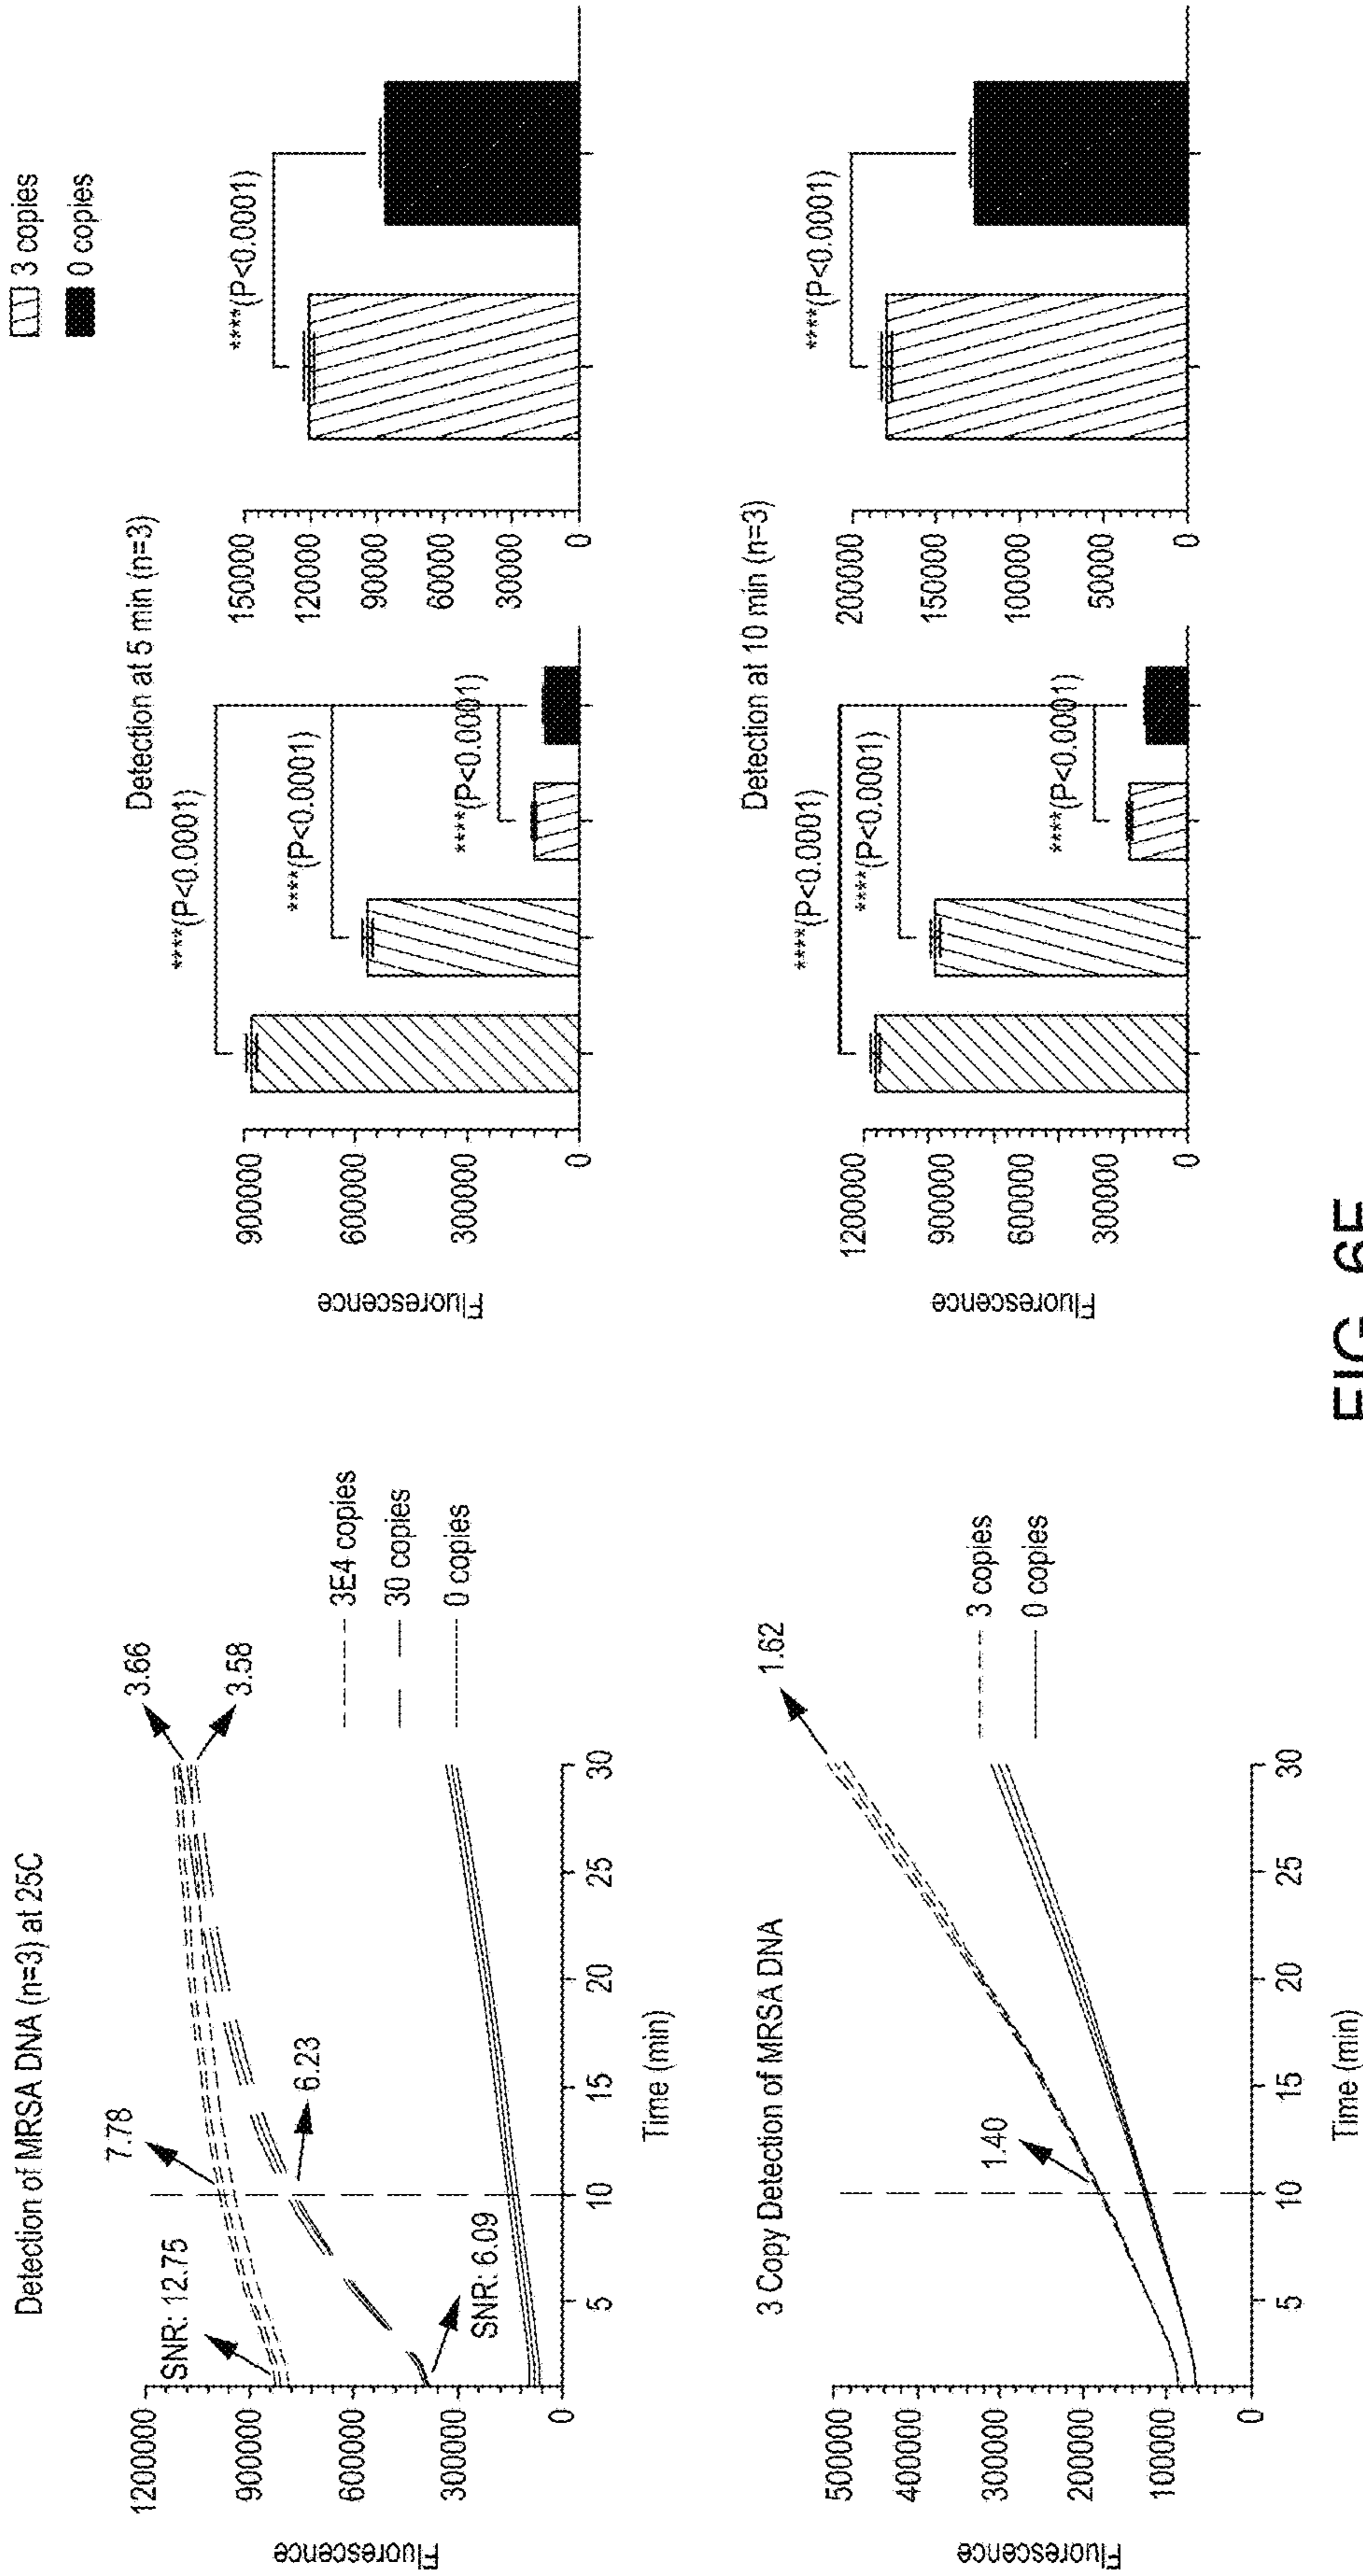 Detection of MRSA DNA (n=3) at 25C
Fluorescence
1200000
900000
600000
300000
0
5
10
15
20
25
30
Time (min)
SNR: 12.75
7.78
3.66
3.58
6.23
SNR: 6.09
3E4 copies
30 copies
0 copies
3 copies
0 copies
Detection at 5 min (n=3)
Fluorescence
900000
600000
300000
0
****(P<0.0001)
****(P<0.0001)
****(P<0.0001)
150000
120000
90000
60000
30000
0
****(P<0.0001)
3 Copy Detection of MRSA DNA
Fluorescence
500000
400000
300000
200000
100000
0
5
10
15
20
25
30
Time (min)
1.40
1.62
3 copies
0 copies
Detection at 10 min (n=3)
Fluorescence
1200000
900000
600000
300000
0
****(P<0.0001)
****(P<0.0001)
****(P<0.0001)
200000
150000
100000
50000
0
****(P<0.0001)
FIG.